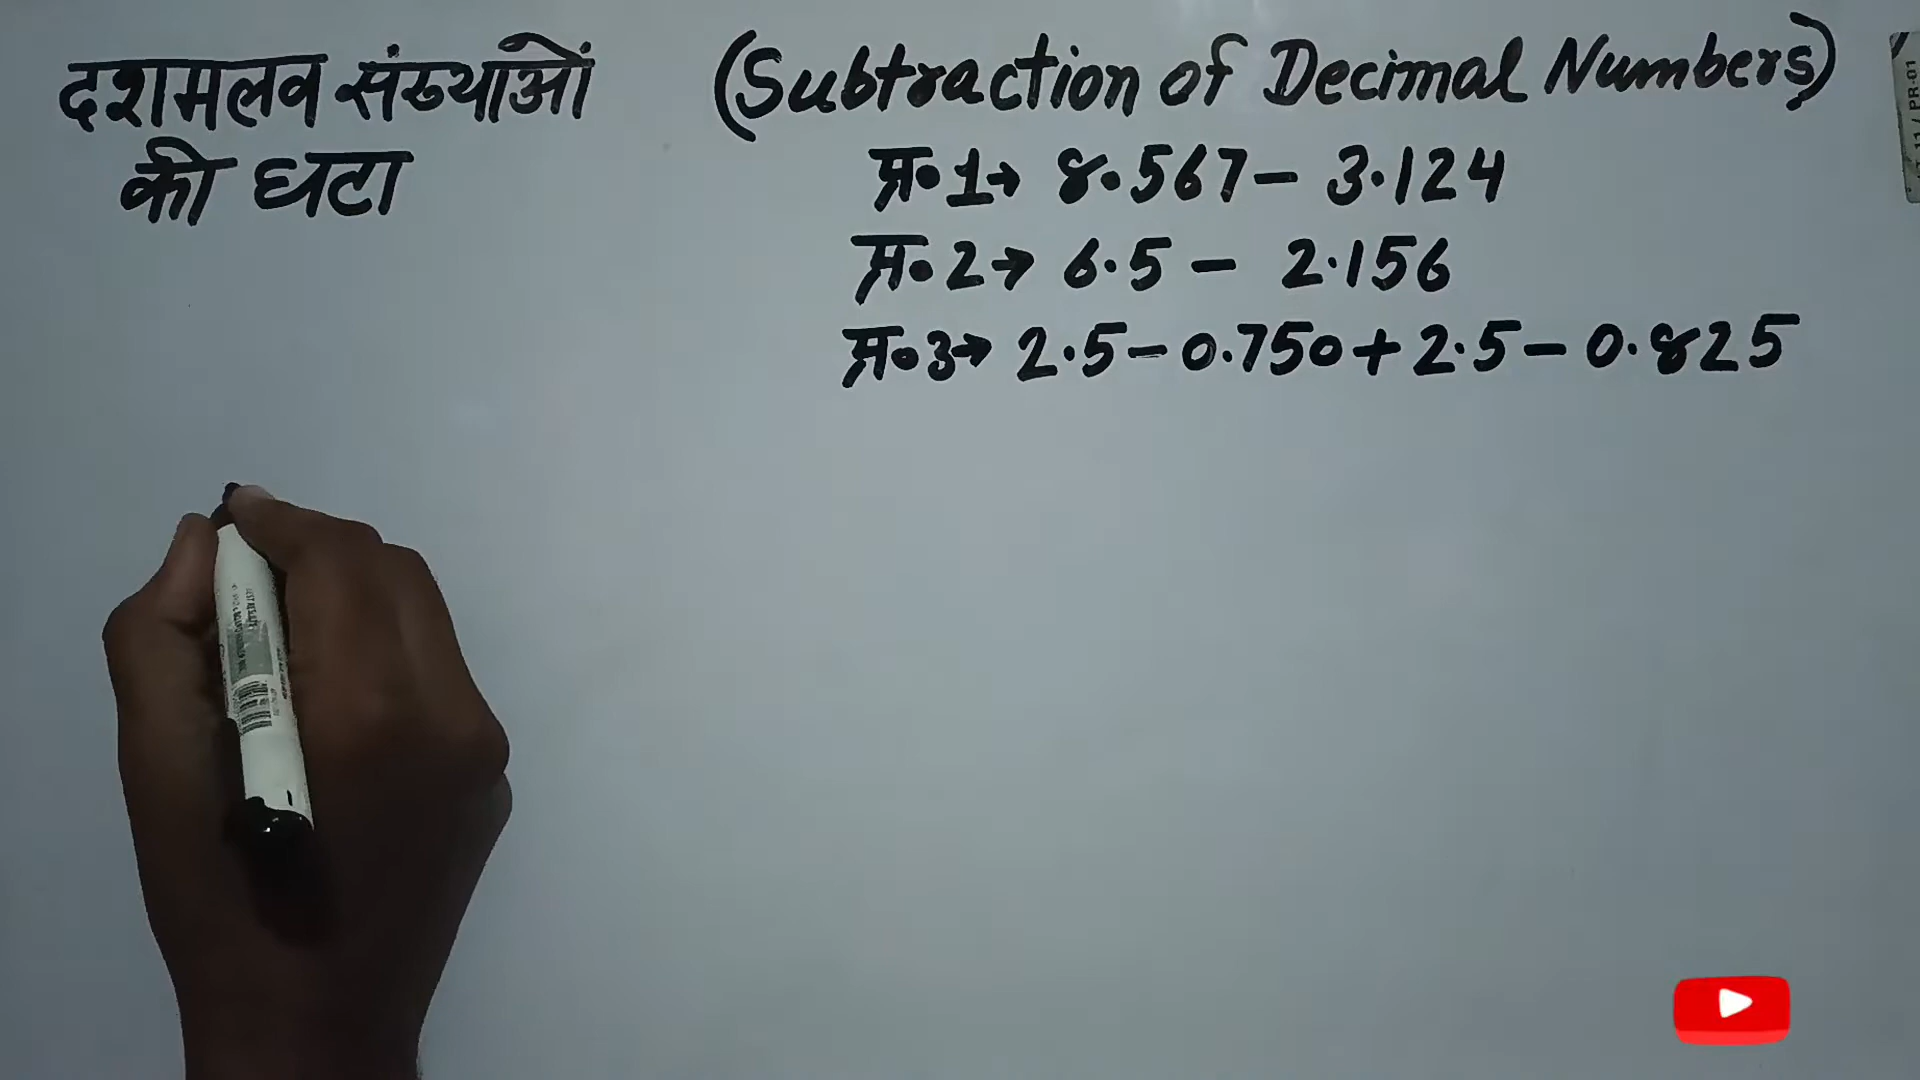 दशमलव संख्याओं (Subtraction of Decimal Numbers)
की घटा
प्र.1→ 8.567 - 3.124
प्र.2→ 6.5 - 2.156
प्र.3→ 2.5 - 0.750 + 2.5 - 0.825